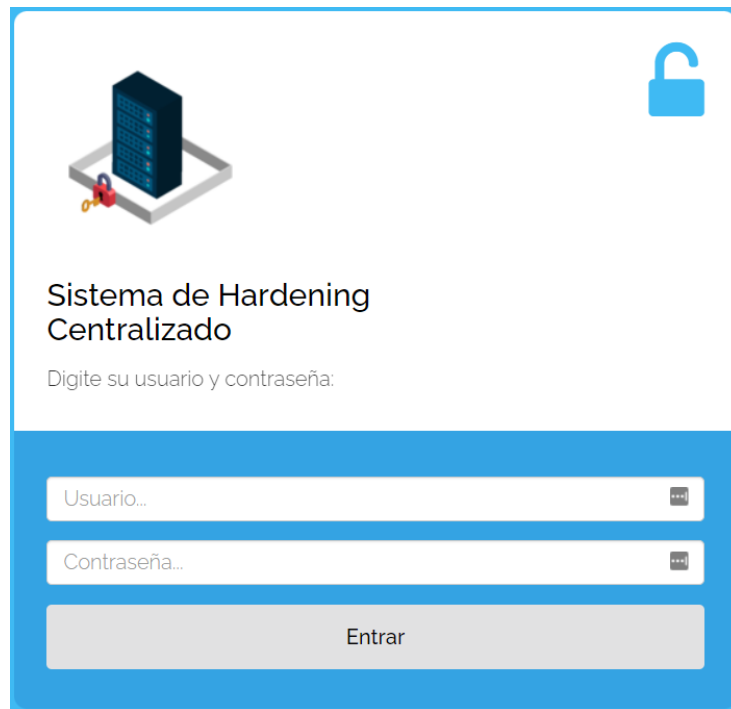 Sistema de Hardening
Centralizado
Digite su usuario y contraseña:
Usuario...
Contraseña...
Entrar